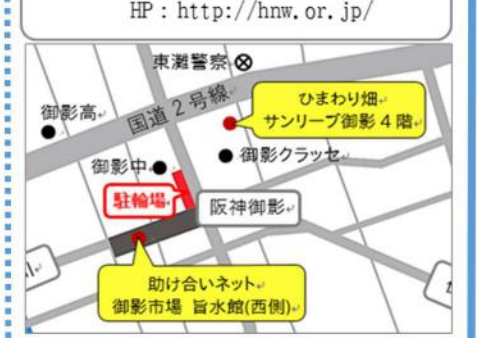 HP：http://hnw.or.jp/
東灘警察
国道２号線
ひまわり畑
サンリーブ御影４階
御影高
御影クラッセ
御影中
駐輪場
阪神御影
助け合いネット
御影市場 旨水館(西側)